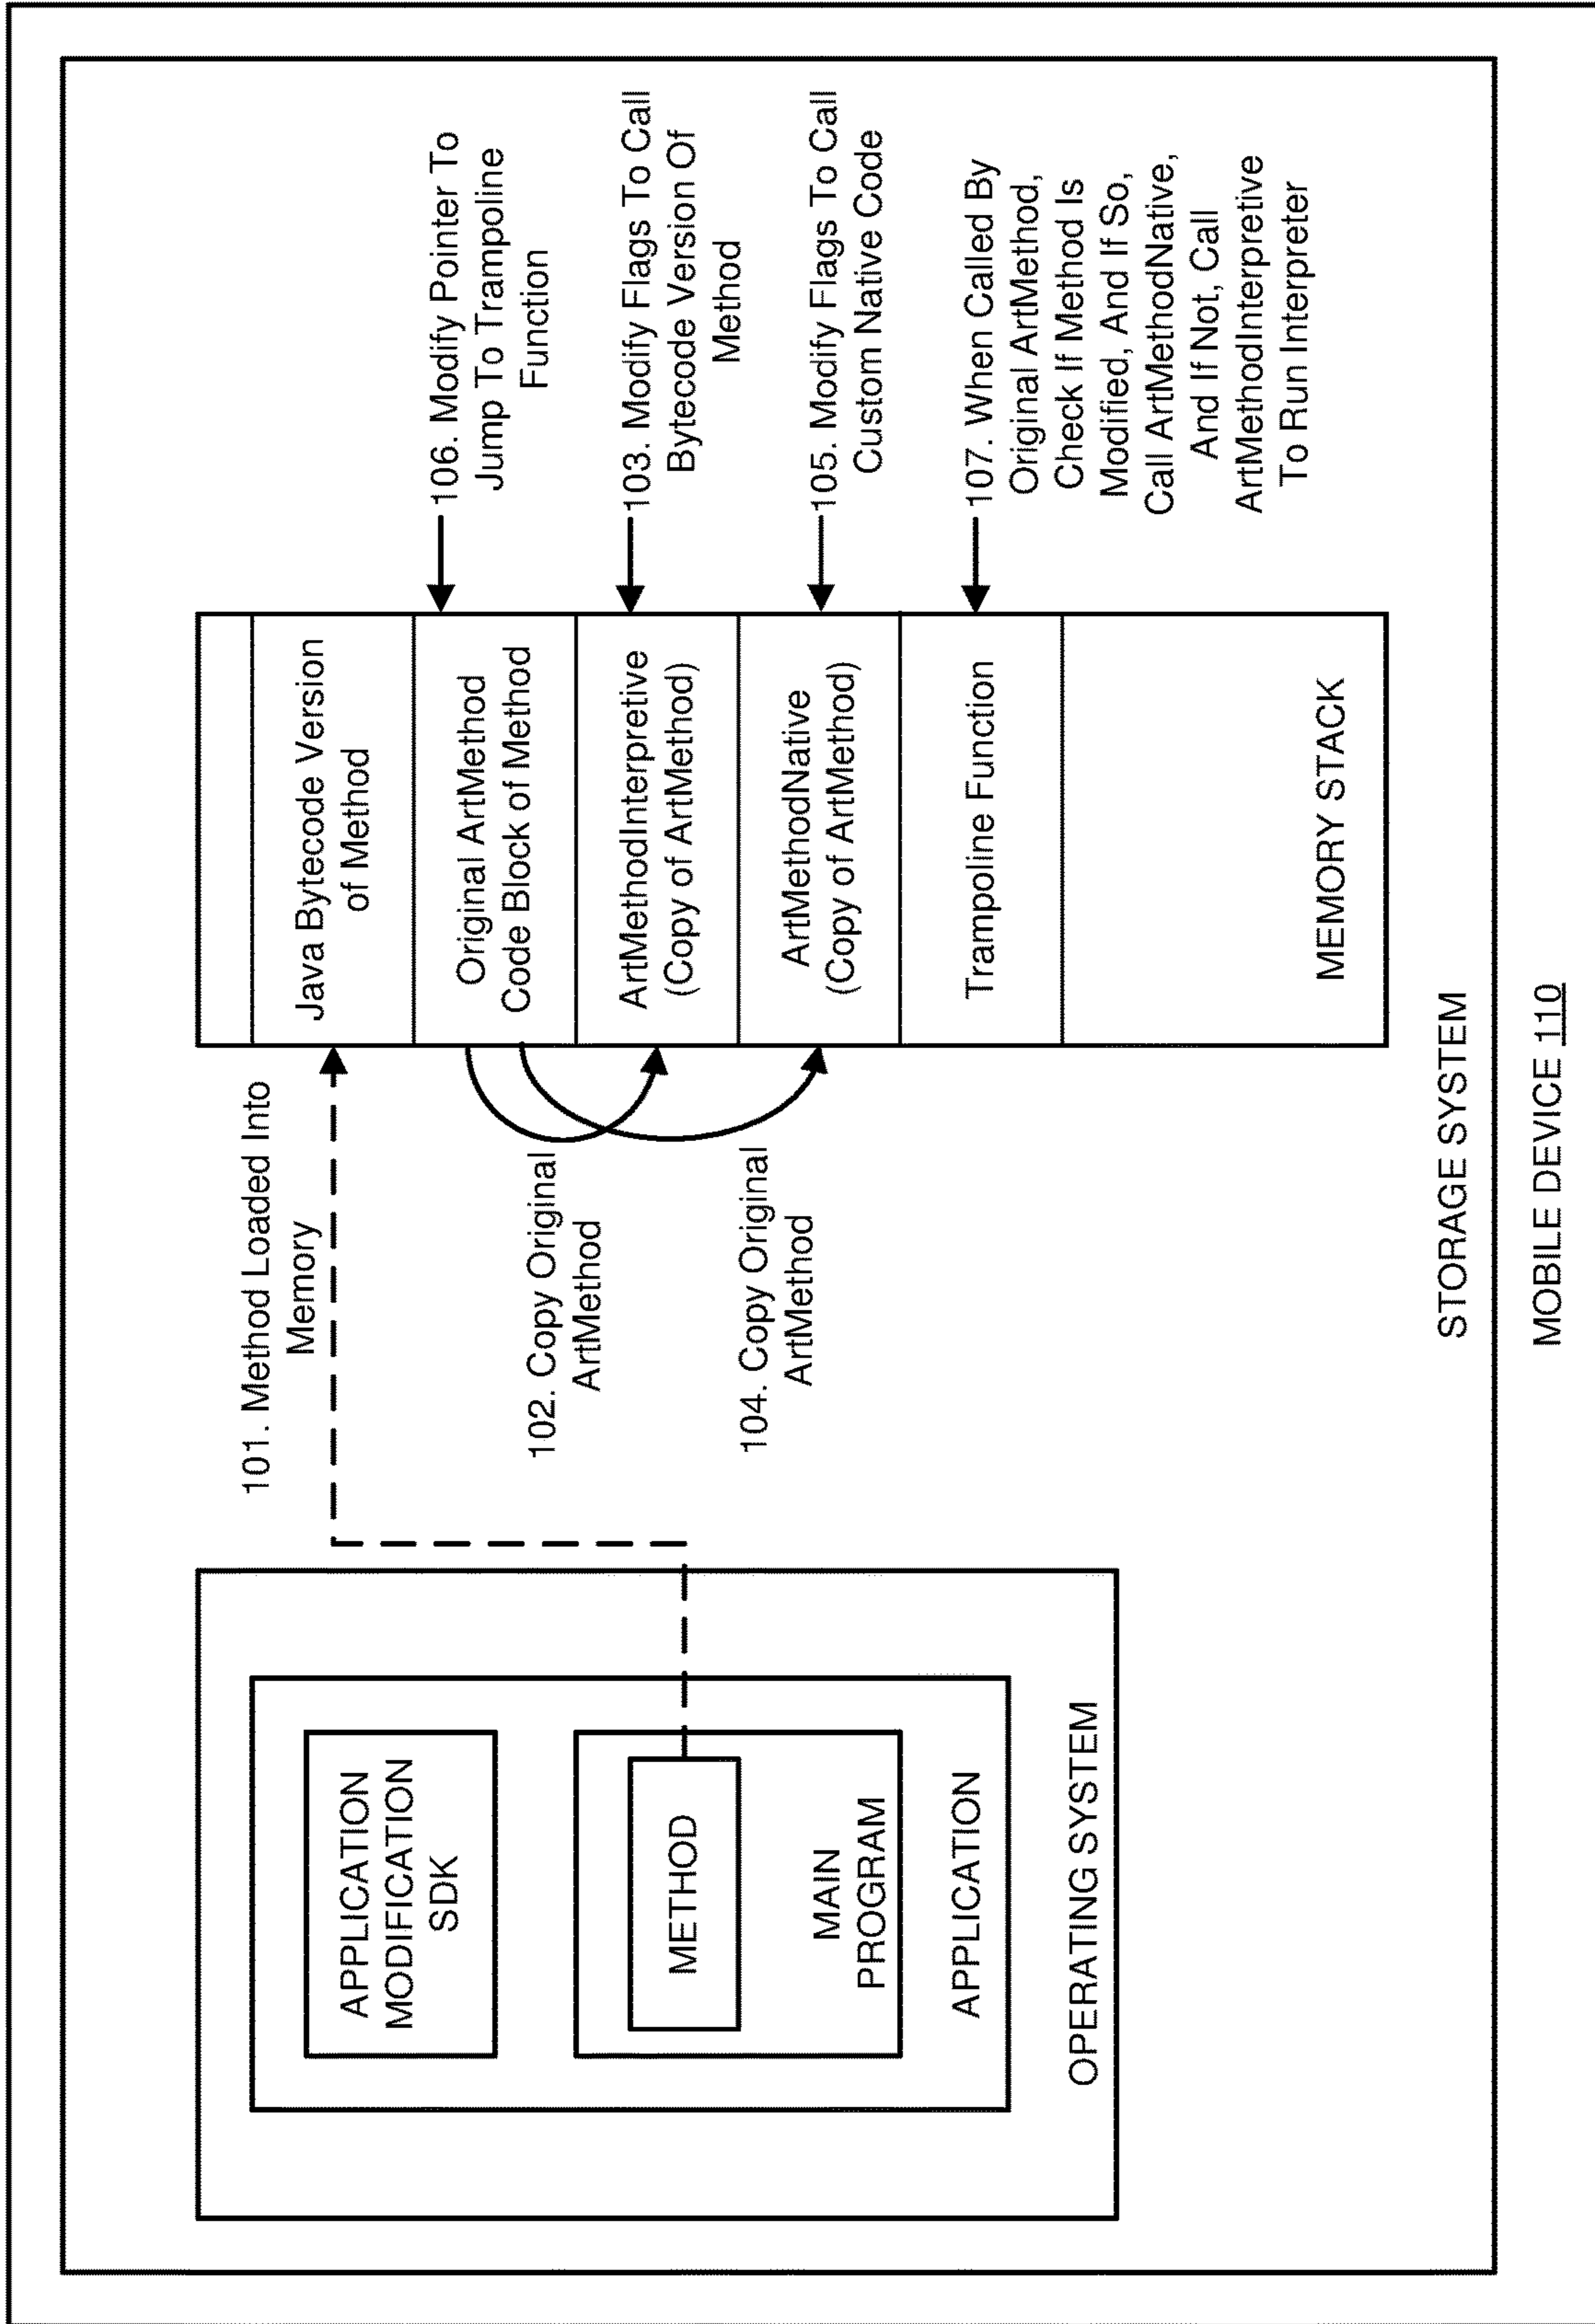 APPLICATION
MODIFICATION
SDK
METHOD
MAIN
PROGRAM
APPLICATION
OPERATING SYSTEM
101. Method Loaded Into
Memory
102. Copy Original
ArtMethod
104. Copy Original
ArtMethod
Java Bytecode Version
of Method
Original ArtMethod
Code Block of Method
ArtMethodInterpretive
(Copy of ArtMethod)
ArtMethodNative
(Copy of ArtMethod)
Trampoline Function
MEMORY STACK
106. Modify Pointer To
Jump To Trampoline
Function
103. Modify Flags To Call
Bytecode Version Of
Method
105. Modify Flags To Call
Custom Native Code
107. When Called By
Original ArtMethod,
Check If Method Is
Modified, And If So,
Call ArtMethodNative,
And If Not, Call
ArtMethodInterpretive
To Run Interpreter
STORAGE SYSTEM
MOBILE DEVICE 110